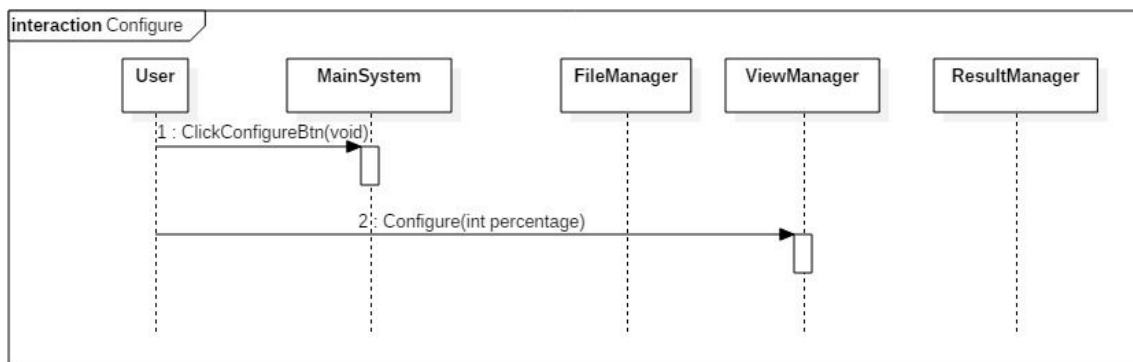 interaction Configure
User
MainSystem
FileManager
ViewManager
ResultManager
1 : ClickConfigureBtn(void)
2 : Configure(int percentage)